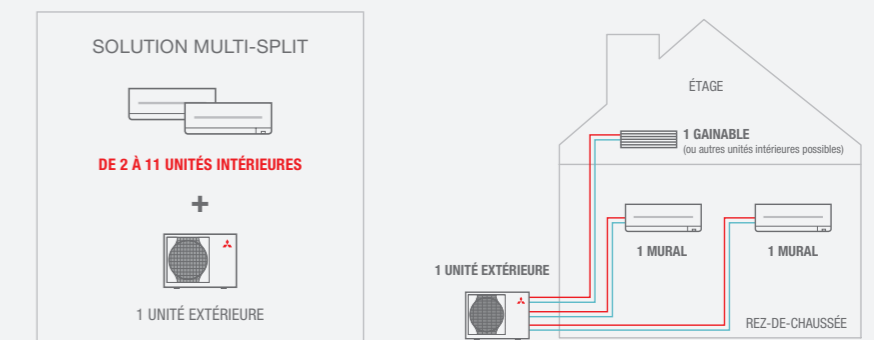 SOLUTION MULTI-SPLIT
DE 2 À 11 UNITÉS INTÉRIEURES
+
1 UNITÉ EXTÉRIEURE
ÉTAGE
1 GAINABLE
(ou autres unités intérieures possibles)
1 MURAL
1 MURAL
1 UNITÉ EXTÉRIEURE
REZ-DE-CHAUSSÉE